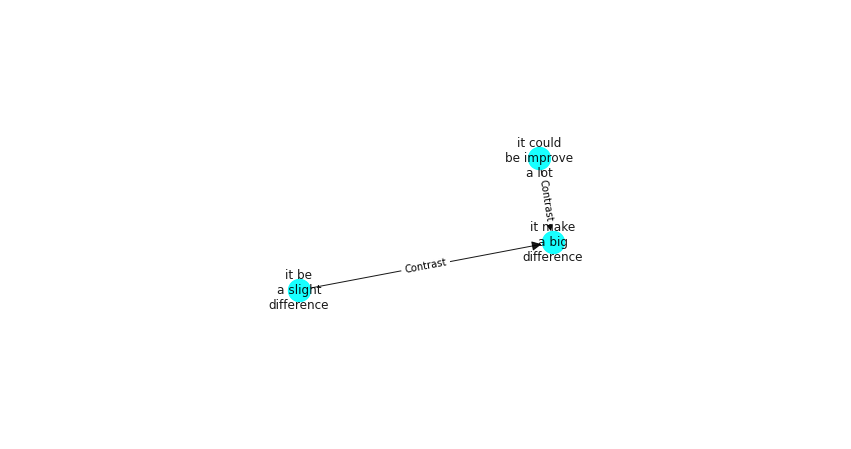 it could
be improve
a lot
Contrast
it make
a big
difference
Contrast
it be
a slight
difference